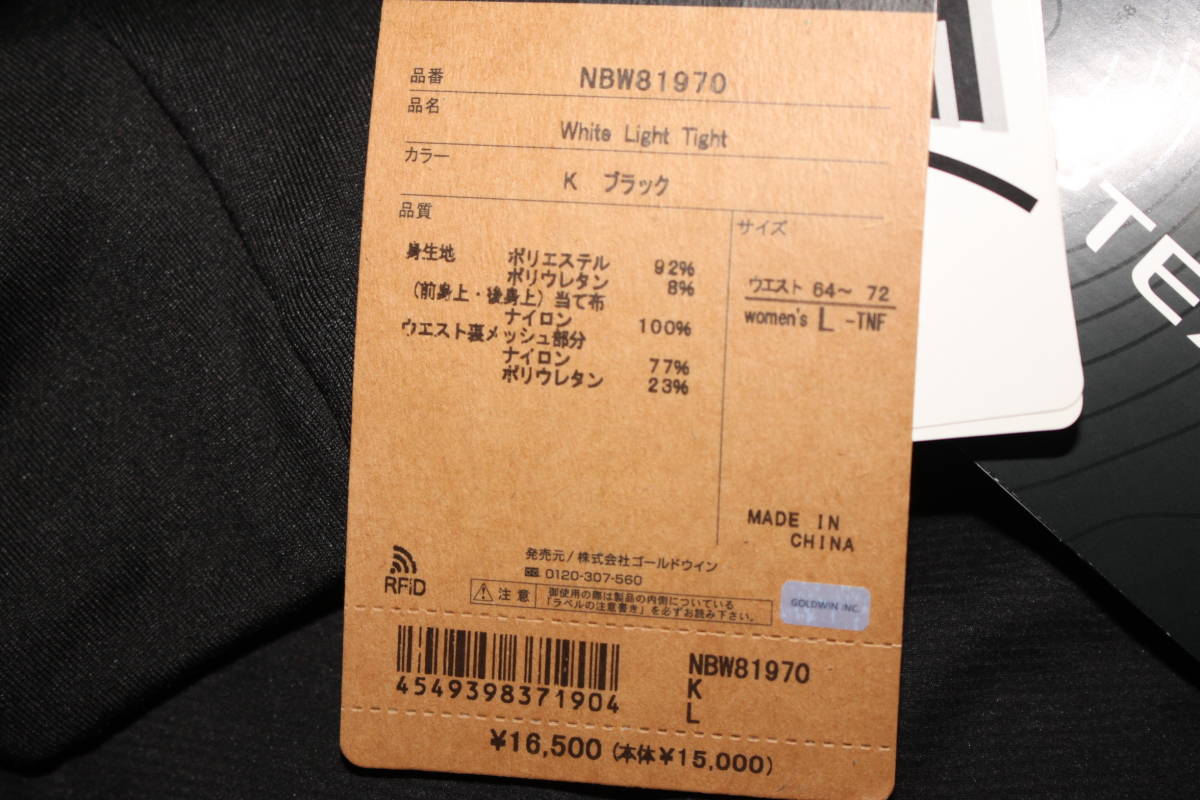 品番 NBW81970
品名 White Light Tight
カラー K ブラック
品質
身生地 ポリエステル 92%
ポリウレタン 8%
(前身上・後身上)当て布
ナイロン 100%
ウエスト裏メッシュ部分
ナイロン 77%
ポリウレタン 23%
サイズ
ウエスト 64~ 72
women's L -TNF
MADE IN
CHINA
RFiD
発売元/株式会社ゴールドウイン
0120-307-560
注意
御使用の際は製品の内側についている
「ラベルの注意書き」を必ずお読み下さい。
GOLDWIN INC.
4549398371904
NBW81970
K
L
¥16,500 (本体¥15,000)
TE